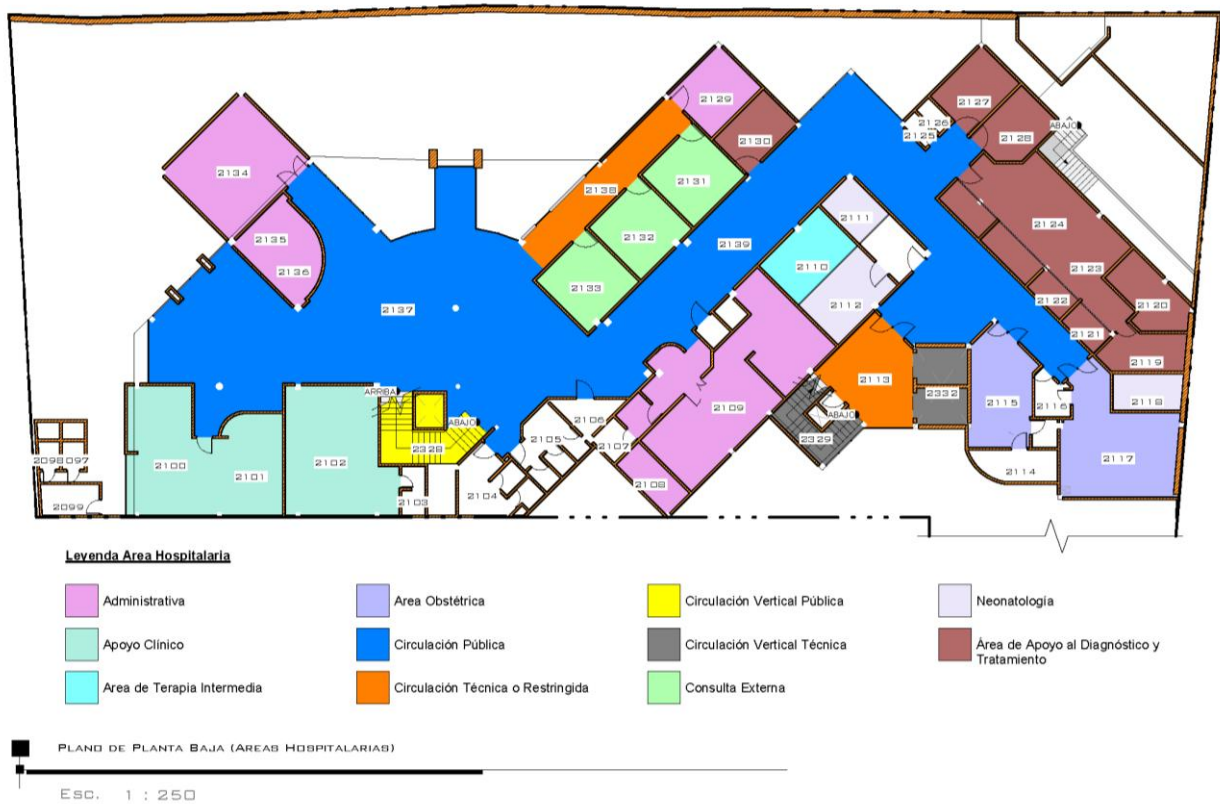 2129
2127
2126
2125
2128
ABAJO
2130
2134
2131
2138
2111
2124
2135
2132
2139
2110
2136
2133
2123
2112
2122
2120
2137
2121
2119
ARRIBA
2113
2332
2118
2109
2115
2116
ABAJO
2106
ABAJO
2328
2105
2107
2329
2098
097
2100
2101
2102
2108
2117
2099
2103
2104
2114
Leyenda Area Hospitalaria
Administrativa
Area Obstétrica
Circulación Vertical Pública
Neonatología
Apoyo Clínico
Circulación Pública
Circulación Vertical Técnica
Área de Apoyo al Diagnóstico y
Tratamiento
Area de Terapia Intermedia
Circulación Técnica o Restringida
Consulta Externa
PLANO DE PLANTA BAJA (AREAS HOSPITALARIAS)
Esc. 1 : 250